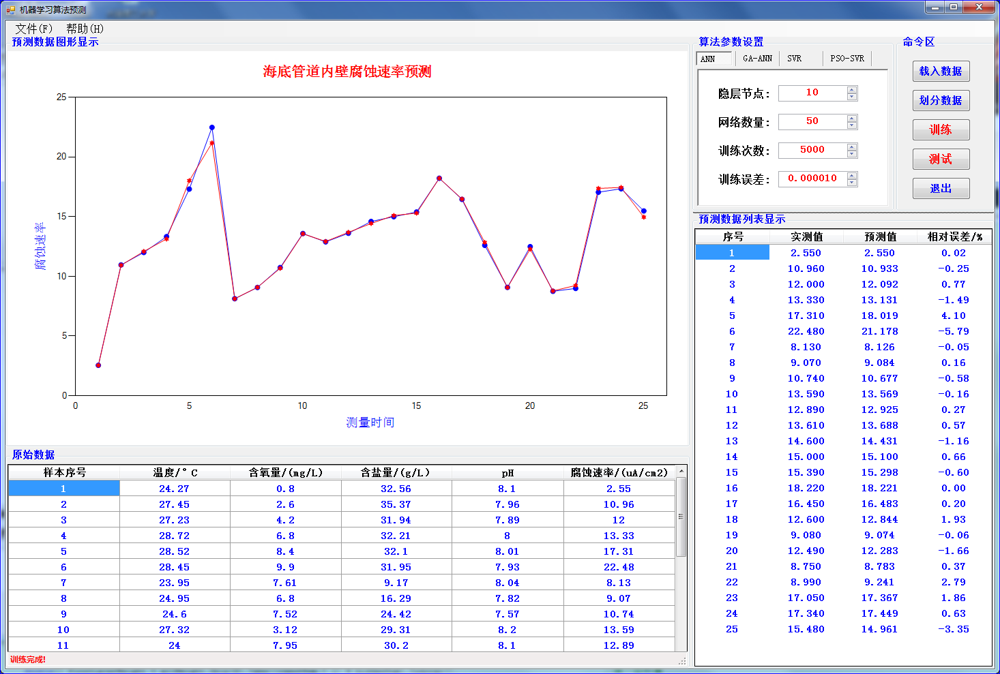 机器学习算法预测
文件(F) 帮助(H)
预测数据图形显示
海底管道内壁腐蚀速率预测
腐蚀速率
25
20
15
10
5
0
0 5 10 15 20 25
测量时间
算法参数设置
ANN GA-ANN SVR PSO-SVR
隐层节点: 10
网络数量: 50
训练次数: 5000
训练误差: 0.000010
命令区
载入数据
划分数据
训练
测试
退出
预测数据列表显示
序号 实测值 预测值 相对误差/%
1 2.550 2.550 0.02
2 10.960 10.933 -0.25
3 12.000 12.092 0.77
4 13.330 13.131 -1.49
5 17.310 18.019 4.10
6 22.480 21.178 -5.79
7 8.130 8.126 -0.05
8 9.070 9.084 0.16
9 10.740 10.677 -0.58
10 13.590 13.569 -0.16
11 12.890 12.925 0.27
12 13.610 13.688 0.57
13 14.600 14.431 -1.16
14 15.000 15.100 0.66
15 15.390 15.298 -0.60
16 18.220 18.221 0.00
17 16.450 16.483 0.20
18 12.600 12.844 1.93
19 9.080 9.074 -0.06
20 12.490 12.283 -1.66
21 8.750 8.783 0.37
22 8.990 9.241 2.79
23 17.050 17.367 1.86
24 17.340 17.449 0.63
25 15.480 14.961 -3.35
原始数据
样本序号 温度/°C 含氧量/(mg/L) 含盐量/(g/L) pH 腐蚀速率/(uA/cm2)
1 24.27 0.8 32.56 8.1 2.55
2 27.45 2.6 35.37 7.96 10.96
3 27.23 4.2 31.94 7.89 12
4 28.72 6.8 32.21 8 13.33
5 28.52 8.4 32.1 8.01 17.31
6 28.45 9.9 31.95 7.93 22.48
7 23.95 7.61 9.17 8.04 8.13
8 24.95 6.8 16.29 7.82 9.07
9 24.6 7.52 24.42 7.57 10.74
10 27.32 3.12 29.31 8.2 13.59
11 24 7.95 30.2 8.1 12.89
训练完成!